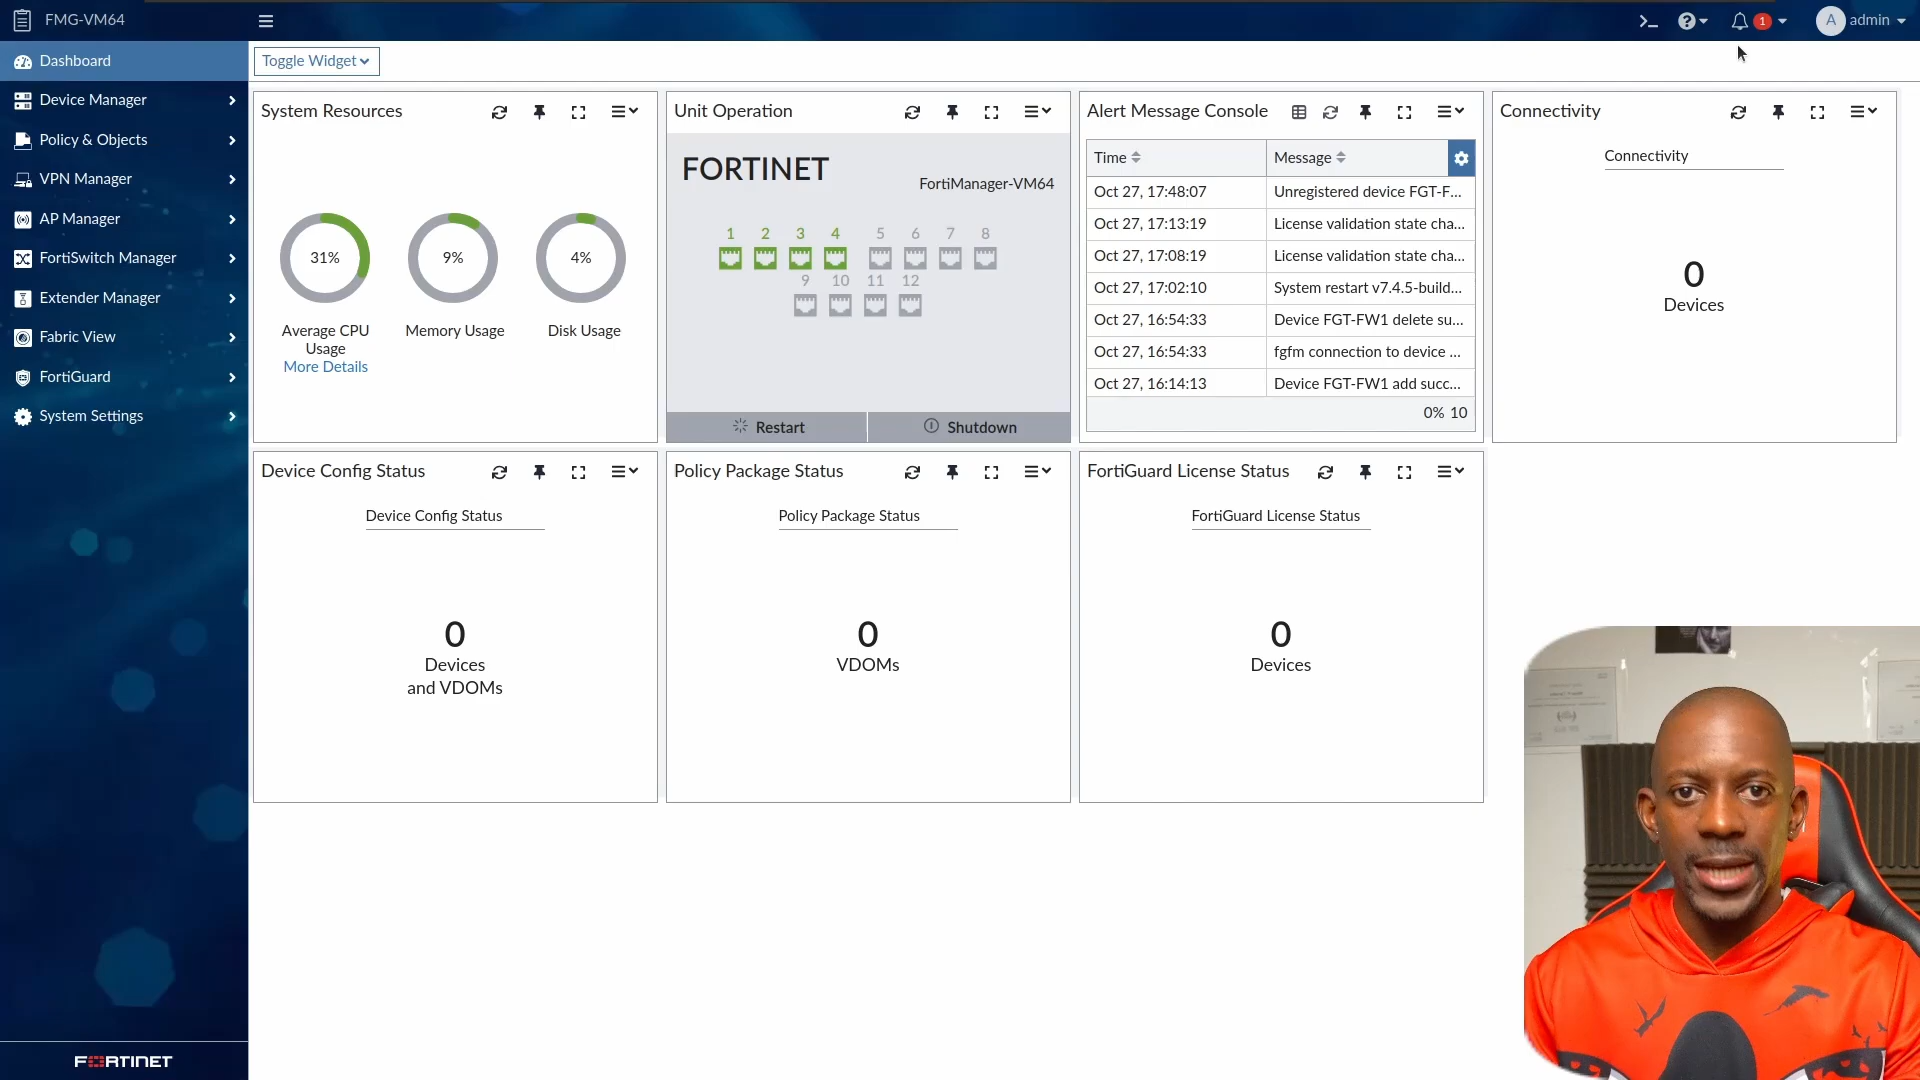 FMG-VM64
1
A
admin
Dashboard
Device Manager
Policy & Objects
VPN Manager
AP Manager
FortiSwitch Manager
Extender Manager
Fabric View
FortiGuard
System Settings
FORTINET
Toggle Widget
System Resources
31%
9%
4%
Average CPU
Usage
More Details
Memory Usage
Disk Usage
Unit Operation
FORTINET
FortiManager-VM64
1 2 3 4 5 6 7 8
9 10 11 12
Restart
Shutdown
Alert Message Console
Time Message
Oct 27, 17:48:07 Unregistered device FGT-F...
Oct 27, 17:13:19 License validation state cha...
Oct 27, 17:08:19 License validation state cha...
Oct 27, 17:02:10 System restart v7.4.5-build...
Oct 27, 16:54:33 Device FGT-FW1 delete su...
Oct 27, 16:54:33 fgfm connection to device ...
Oct 27, 16:14:13 Device FGT-FW1 add succ...
0% 10
Connectivity
Connectivity
0
Devices
Device Config Status
Device Config Status
0
Devices
and VDOMs
Policy Package Status
Policy Package Status
0
VDOMs
FortiGuard License Status
FortiGuard License Status
0
Devices